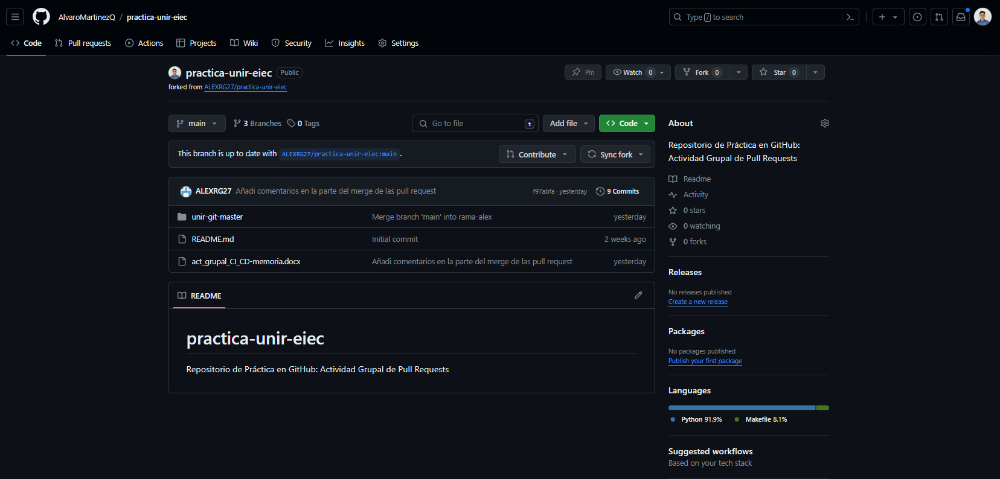 AlvaroMartinezQ / practica-unir-eiec
Type / to search
Code Pull requests Actions Projects Wiki Security Insights Settings
practica-unir-eiec Public
Pin Watch 0 Fork 0 Star 0
forked from ALEXRG27/practica-unir-eiec
main 3 Branches 0 Tags Go to file t Add file Code
This branch is up to date with ALEXRG27/practica-unir-eiec:main . Contribute Sync fork
ALEXRG27 Añadi comentarios en la parte del merge de las pull request f97abfa · yesterday 9 Commits
unir-git-master Merge branch 'main' into rama-alex yesterday
README.md Initial commit 2 weeks ago
act_grupal_CI_CD-memoria.docx Añadi comentarios en la parte del merge de las pull request yesterday
README
practica-unir-eiec
Repositorio de Práctica en GitHub: Actividad Grupal de Pull Requests
About
Repositorio de Práctica en GitHub:
Actividad Grupal de Pull Requests
Readme
Activity
0 stars
0 watching
0 forks
Releases
No releases published
Create a new release
Packages
No packages published
Publish your first package
Languages
Python 91.9% Makefile 8.1%
Suggested workflows
Based on your tech stack